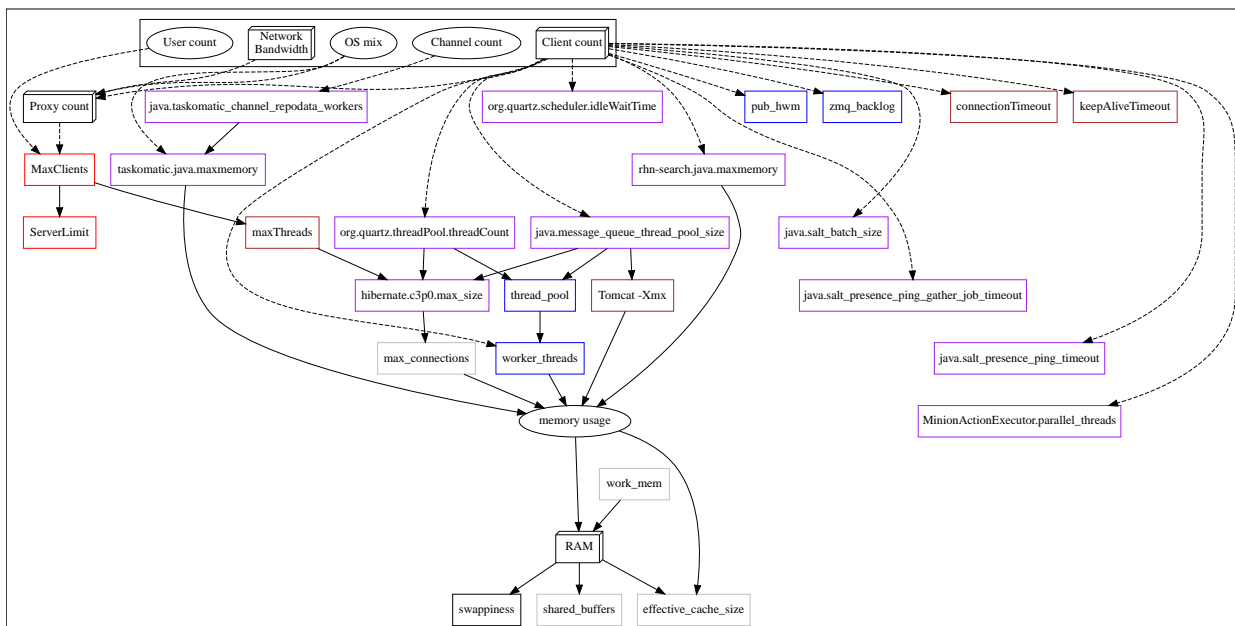 User count
Network
Bandwidth
OS mix
Channel count
Client count
Proxy count
java.taskomatic_channel_repodata_workers
org.quartz.scheduler.idleWaitTime
pub_hwm
zmq_backlog
connectionTimeout
keepAliveTimeout
MaxClients
taskomatic.java.maxmemory
rhn-search.java.maxmemory
ServerLimit
maxThreads
org.quartz.threadPool.threadCount
java.message_queue_thread_pool_size
java.salt_batch_size
hibernate.c3p0.max_size
thread_pool
Tomcat -Xmx
java.salt_presence_ping_gather_job_timeout
max_connections
worker_threads
java.salt_presence_ping_timeout
memory usage
MinionActionExecutor.parallel_threads
work_mem
RAM
swappiness
shared_buffers
effective_cache_size